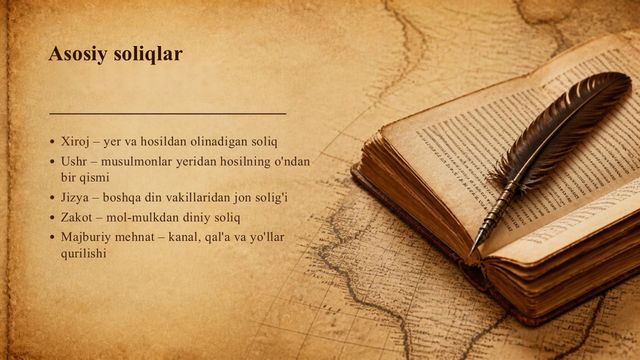 Asosiy soliqlar
• Xiroj – yer va hosildan olinadigan soliq
• Ushr – musulmonlar yeridan hosilning o'ndan
bir qismi
• Jizya – boshqa din vakillaridan jon solig'i
• Zakot – mol-mulkdan diniy soliq
• Majburiy mehnat – kanal, qal'a va yo'llar
qurilishi